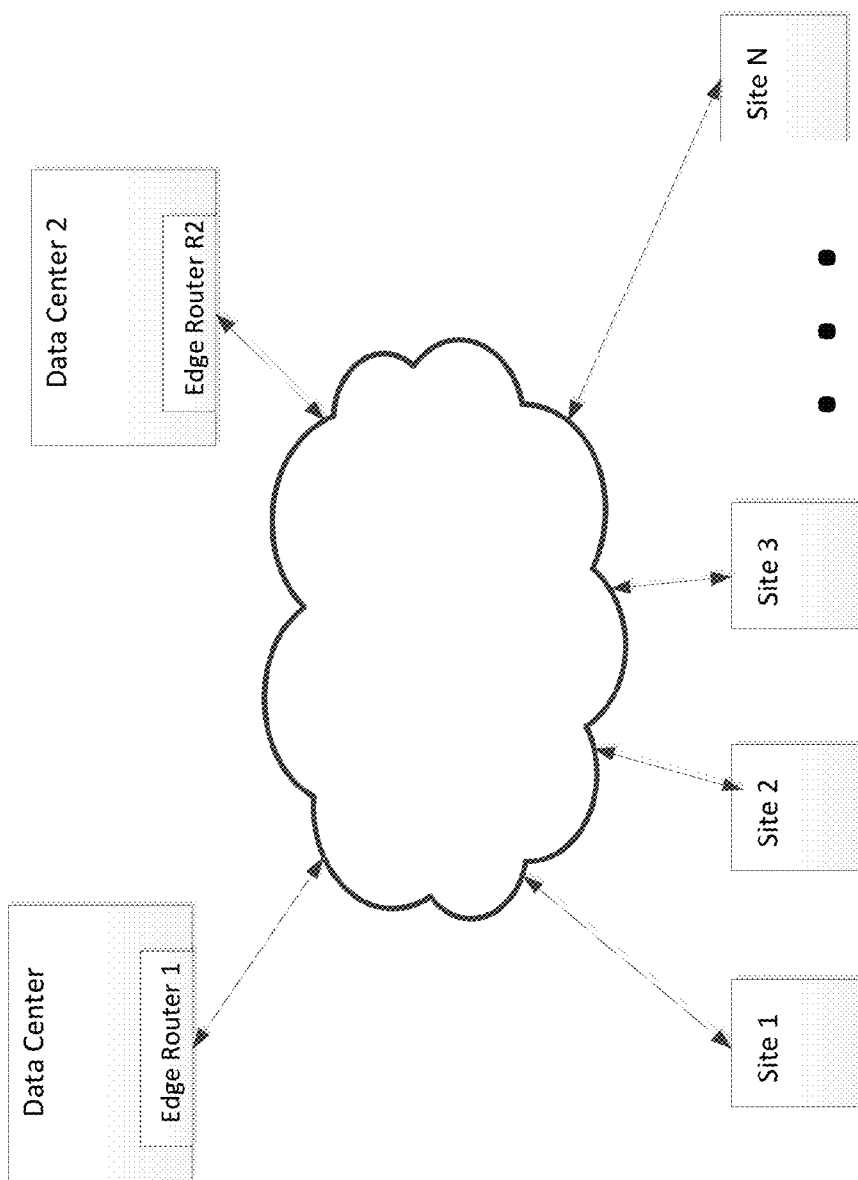 Data Center
Edge Router 1
Data Center 2
Edge Router R2
Site 1
Site 2
Site 3
Site N